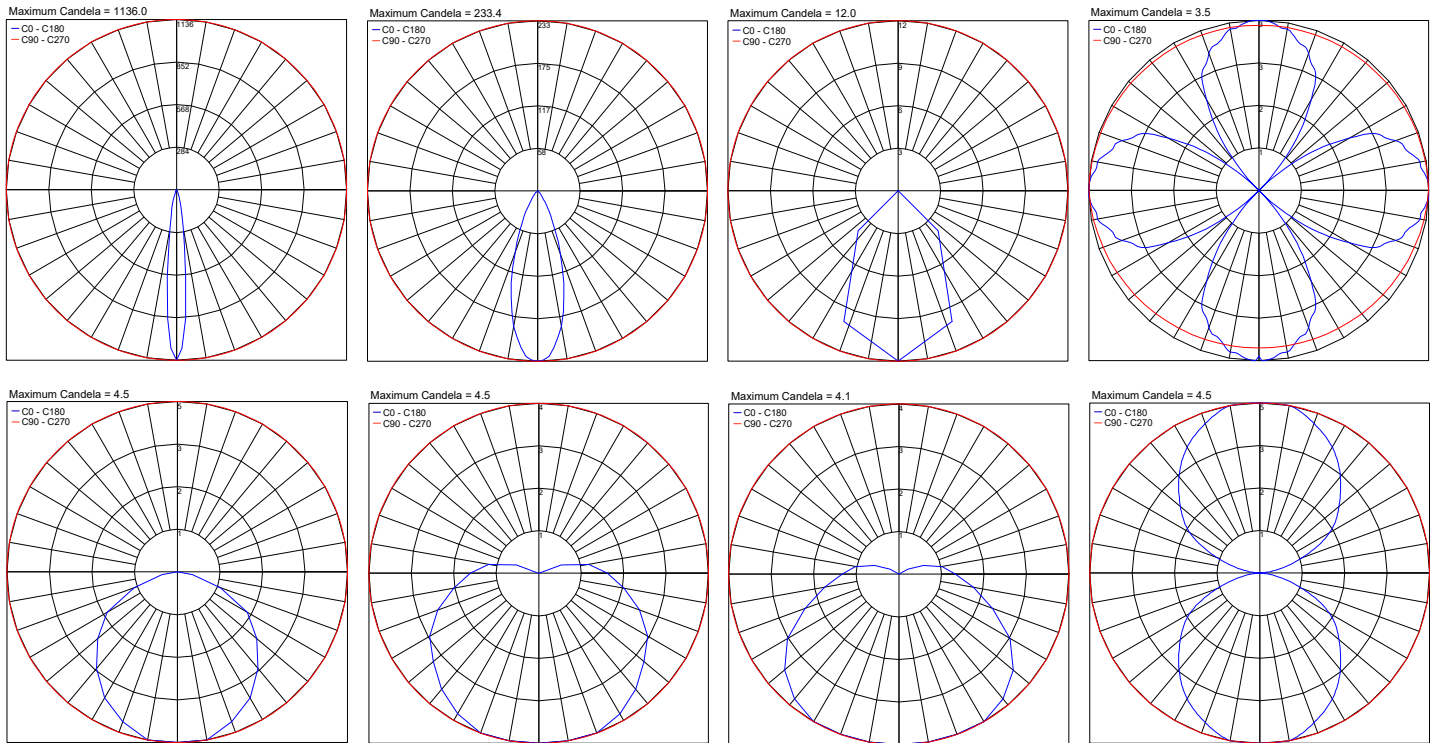 Maximum Candela = 1136.0
C0 - C180
C90 - C270
1136
852
568
284
Maximum Candela = 233.4
C0 - C180
C90 - C270
233
175
117
58
Maximum Candela = 12.0
C0 - C180
C90 - C270
12
9
6
3
Maximum Candela = 3.5
C0 - C180
C90 - C270
3
2
1
Maximum Candela = 4.5
C0 - C180
C90 - C270
5
3
2
1
Maximum Candela = 4.5
C0 - C180
C90 - C270
4
3
2
1
Maximum Candela = 4.1
C0 - C180
C90 - C270
4
3
2
1
Maximum Candela = 4.5
C0 - C180
C90 - C270
5
3
2
1